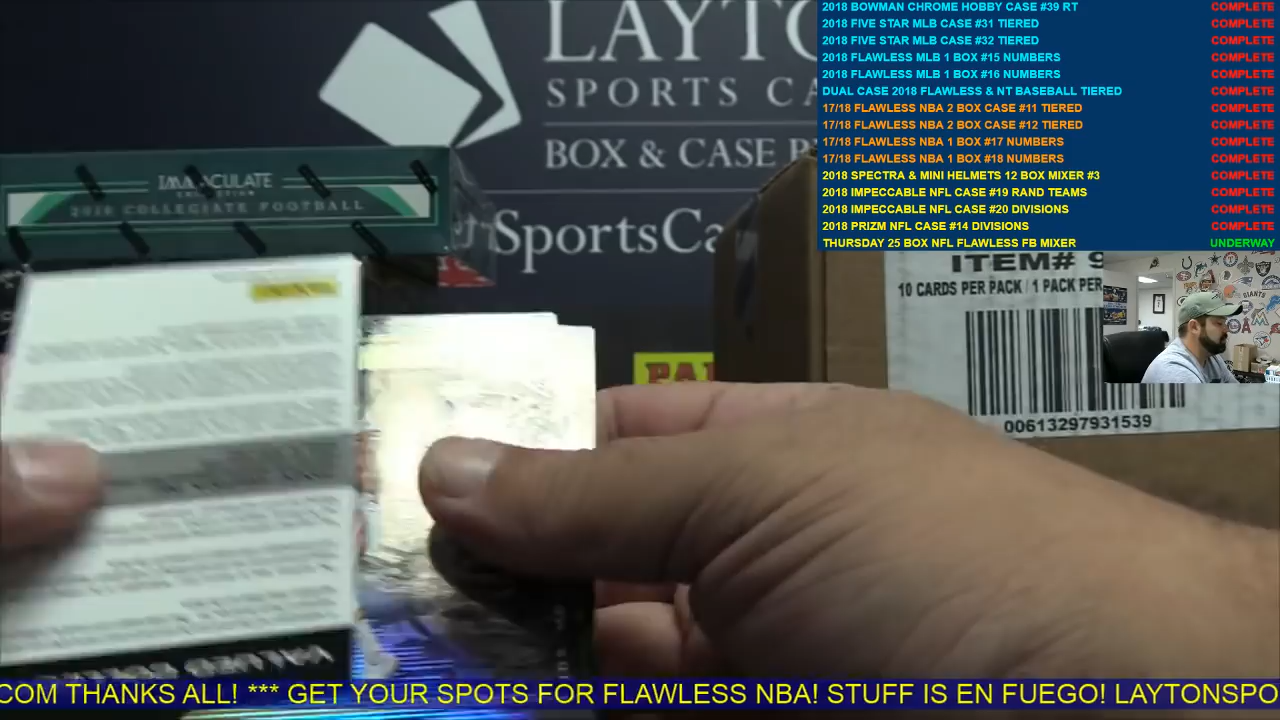 LAYTO
SPORTS CA
BOX & CASE B
SportsCa
IMMACULATE
COLLECTION
2018 COLLEGIATE FOOTBALL
2018 BOWMAN CHROME HOBBY CASE #39 RT COMPLETE
2018 FIVE STAR MLB CASE #31 TIERED COMPLETE
2018 FIVE STAR MLB CASE #32 TIERED COMPLETE
2018 FLAWLESS MLB 1 BOX #15 NUMBERS COMPLETE
2018 FLAWLESS MLB 1 BOX #16 NUMBERS COMPLETE
DUAL CASE 2018 FLAWLESS & NT BASEBALL TIERED COMPLETE
17/18 FLAWLESS NBA 2 BOX CASE #11 TIERED COMPLETE
17/18 FLAWLESS NBA 2 BOX CASE #12 TIERED COMPLETE
17/18 FLAWLESS NBA 1 BOX #17 NUMBERS COMPLETE
17/18 FLAWLESS NBA 1 BOX #18 NUMBERS COMPLETE
2018 SPECTRA & MINI HELMETS 12 BOX MIXER #3 COMPLETE
2018 IMPECCABLE NFL CASE #19 RAND TEAMS COMPLETE
2018 IMPECCABLE NFL CASE #20 DIVISIONS COMPLETE
2018 PRIZM NFL CASE #14 DIVISIONS COMPLETE
THURSDAY 25 BOX NFL FLAWLESS FB MIXER UNDERWAY
ITEM# 9
10 CARDS PER PACK / 1 PACK PER
00613297931539
COM THANKS ALL! *** GET YOUR SPOTS FOR FLAWLESS NBA! STUFF IS EN FUEGO! LAYTONSPO